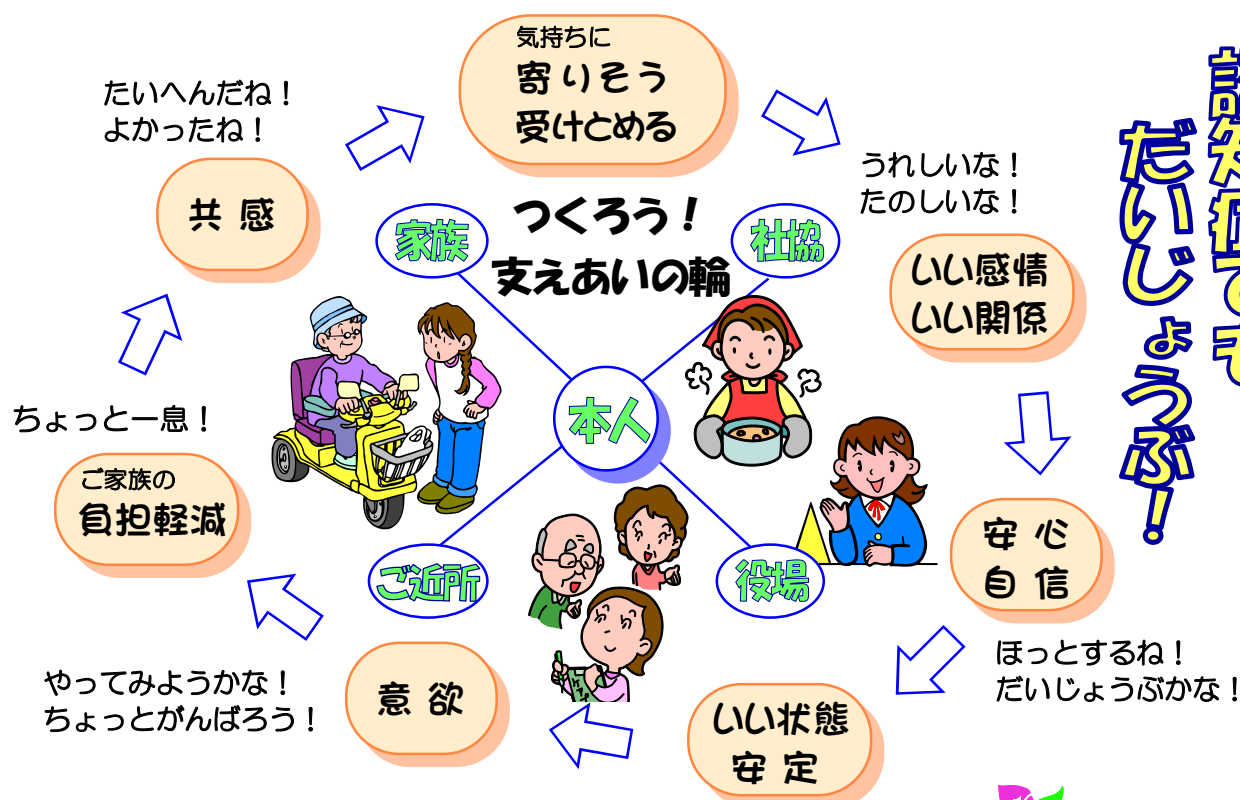 認知症でも
だいじょうぶ！
気持ちに
寄りそう
受けとめる
うれしいな！
たのしいな！
いい感情
いい関係
安 心
自 信
ほっとするね！
だいじょうぶかな！
いい状態
安 定
意 欲
やってみようかな！
ちょっとがんばろう！
ご家族の
負担軽減
ちょっと一息！
共 感
たいへんだね！
よかったね！
つくろう！
支えあいの輪
家族
社協
本人
ご近所
役場